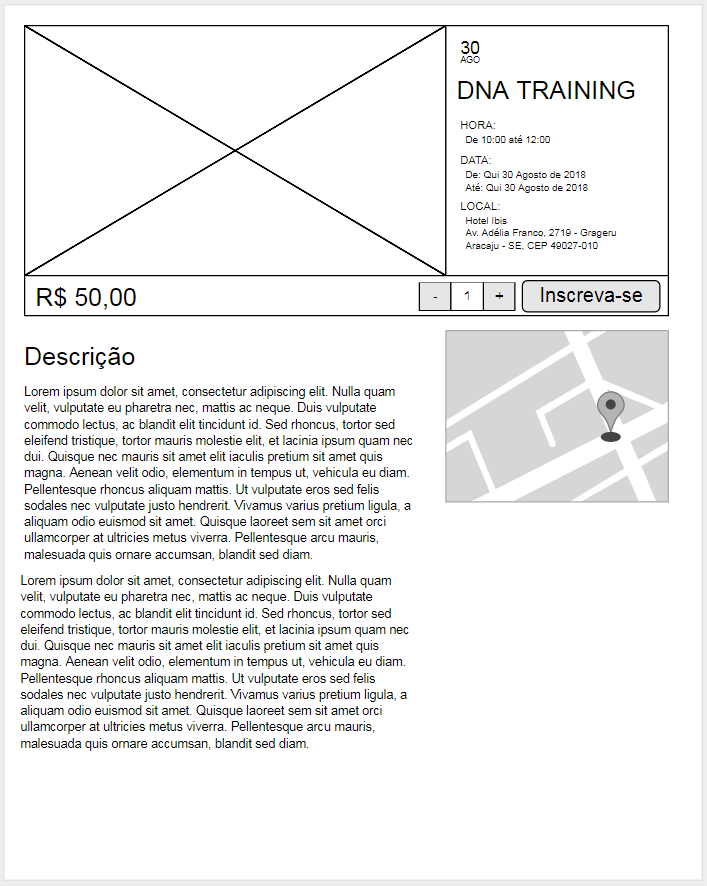 30
AGO
DNA TRAINING
HORA:
De 10:00 até 12:00
DATA:
De: Qui 30 Agosto de 2018
Até: Qui 30 Agosto de 2018
LOCAL:
Hotel Ibis
Av. Adélia Franco, 2719 - Grageru
Aracaju - SE, CEP 49027-010
R$ 50,00
- 1 +
Inscreva-se
Descrição
Lorem ipsum dolor sit amet, consectetur adipiscing elit. Nulla quam
velit, vulputate eu pharetra nec, mattis ac neque. Duis vulputate
commodo lectus, ac blandit elit tincidunt id. Sed rhoncus, tortor sed
eleifend tristique, tortor mauris molestie elit, et lacinia ipsum quam nec
dui. Quisque nec mauris sit amet elit iaculis pretium sit amet quis
magna. Aenean velit odio, elementum in tempus ut, vehicula eu diam.
Pellentesque rhoncus aliquam mattis. Ut vulputate eros sed felis
sodales nec vulputate justo hendrerit. Vivamus varius pretium ligula, a
aliquam odio euismod sit amet. Quisque laoreet sem sit amet orci
ullamcorper at ultricies metus viverra. Pellentesque arcu mauris,
malesuada quis ornare accumsan, blandit sed diam.
Lorem ipsum dolor sit amet, consectetur adipiscing elit. Nulla quam
velit, vulputate eu pharetra nec, mattis ac neque. Duis vulputate
commodo lectus, ac blandit elit tincidunt id. Sed rhoncus, tortor sed
eleifend tristique, tortor mauris molestie elit, et lacinia ipsum quam nec
dui. Quisque nec mauris sit amet elit iaculis pretium sit amet quis
magna. Aenean velit odio, elementum in tempus ut, vehicula eu diam.
Pellentesque rhoncus aliquam mattis. Ut vulputate eros sed felis
sodales nec vulputate justo hendrerit. Vivamus varius pretium ligula, a
aliquam odio euismod sit amet. Quisque laoreet sem sit amet orci
ullamcorper at ultricies metus viverra. Pellentesque arcu mauris,
malesuada quis ornare accumsan, blandit sed diam.